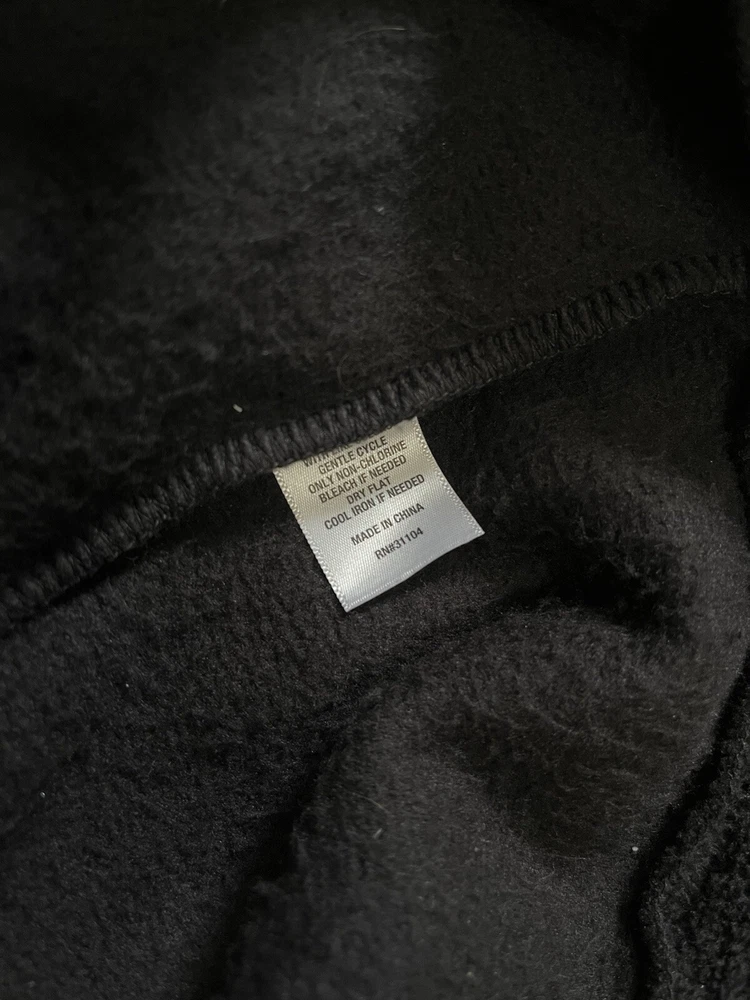 GENTLE CYCLE
ONLY NON-CHLORINE
BLEACH IF NEEDED
DRY FLAT
COOL IRON IF NEEDED
MADE IN CHINA
RN#31104